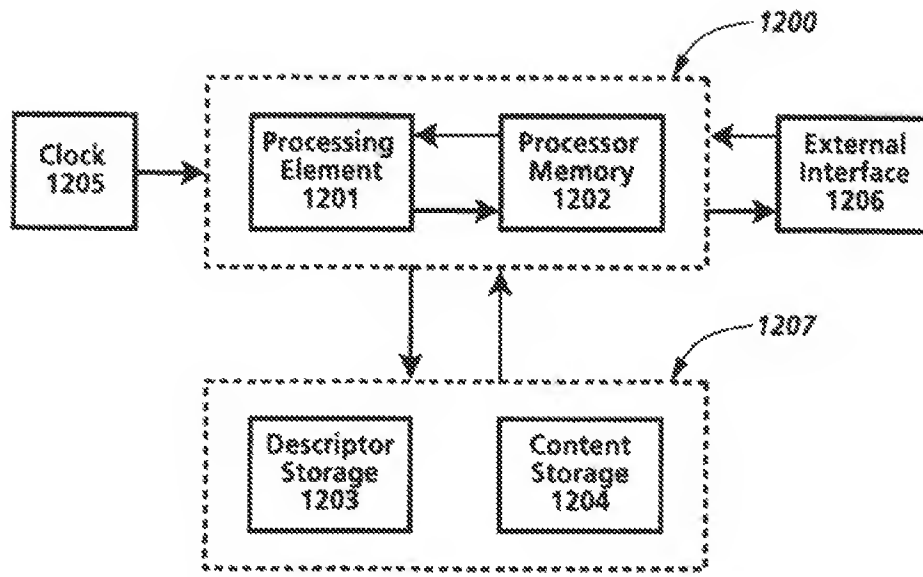 1200
Clock
1205
Processing
Element
1201
Processor
Memory
1202
External
Interface
1206
1207
Descriptor
Storage
1203
Content
Storage
1204